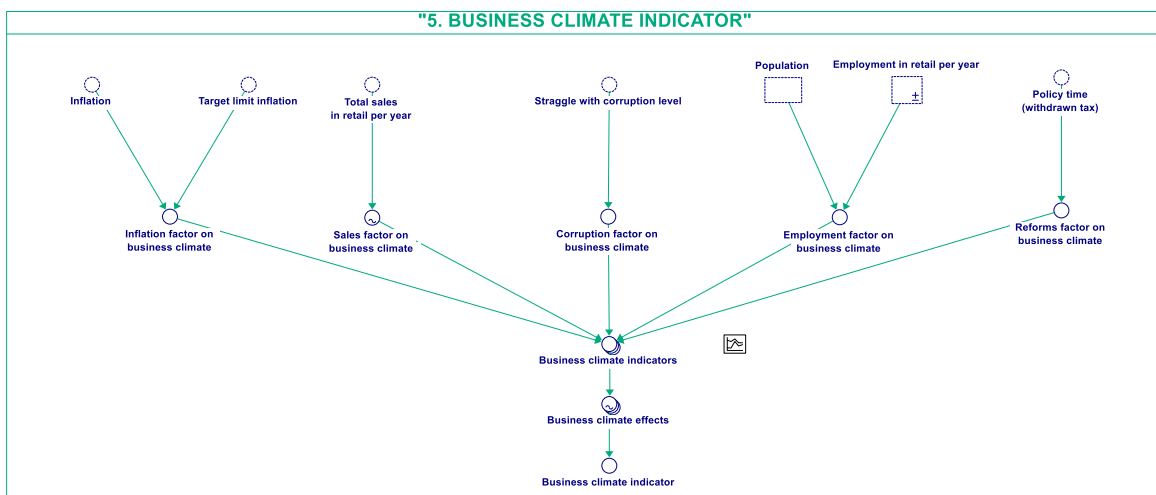 "5. BUSINESS CLIMATE INDICATOR"
Population
Employment in retail per year
Inflation
Target limit inflation
Total sales
in retail per year
Straggle with corruption level
Policy time
(withdrawn tax)
±
Inflation factor on
business climate
Sales factor on
business climate
Corruption factor on
business climate
Employment factor on
business climate
Reforms factor on
business climate
Business climate indicators
Business climate effects
Business climate indicator